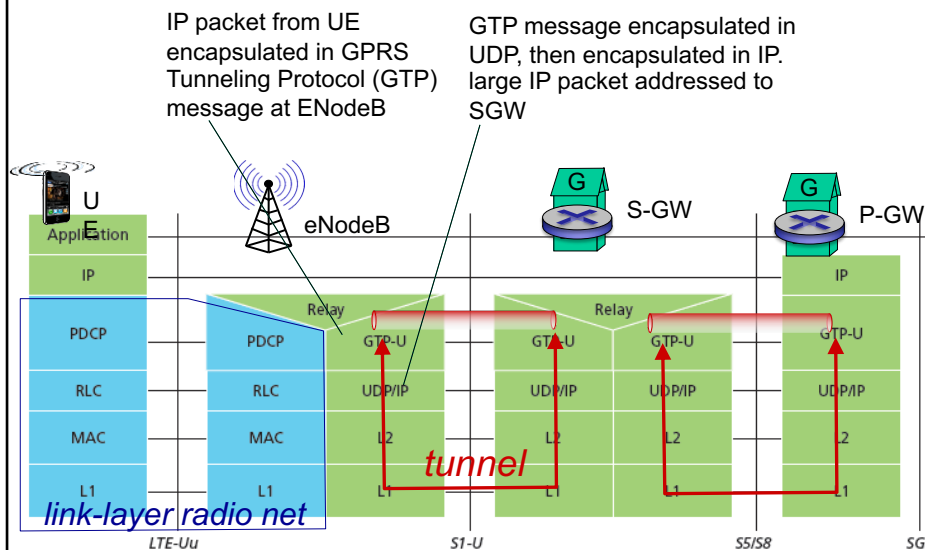 IP packet from UE
encapsulated in GPRS
Tunneling Protocol (GTP)
message at ENodeB
GTP message encapsulated in
UDP, then encapsulated in IP.
large IP packet addressed to
SGW
U
E
eNodeB
G
S-GW
G
P-GW
Application
IP
IP
Relay
Relay
PDCP
PDCP
GTP-U
GTP-U
GTP-U
GTP-U
RLC
RLC
UDP/IP
UDP/IP
UDP/IP
UDP/IP
MAC
MAC
L2
L2
L2
L2
tunnel
L1
L1
L1
L1
L1
L1
link-layer radio net
LTE-Uu
S1-U
S5/S8
SG